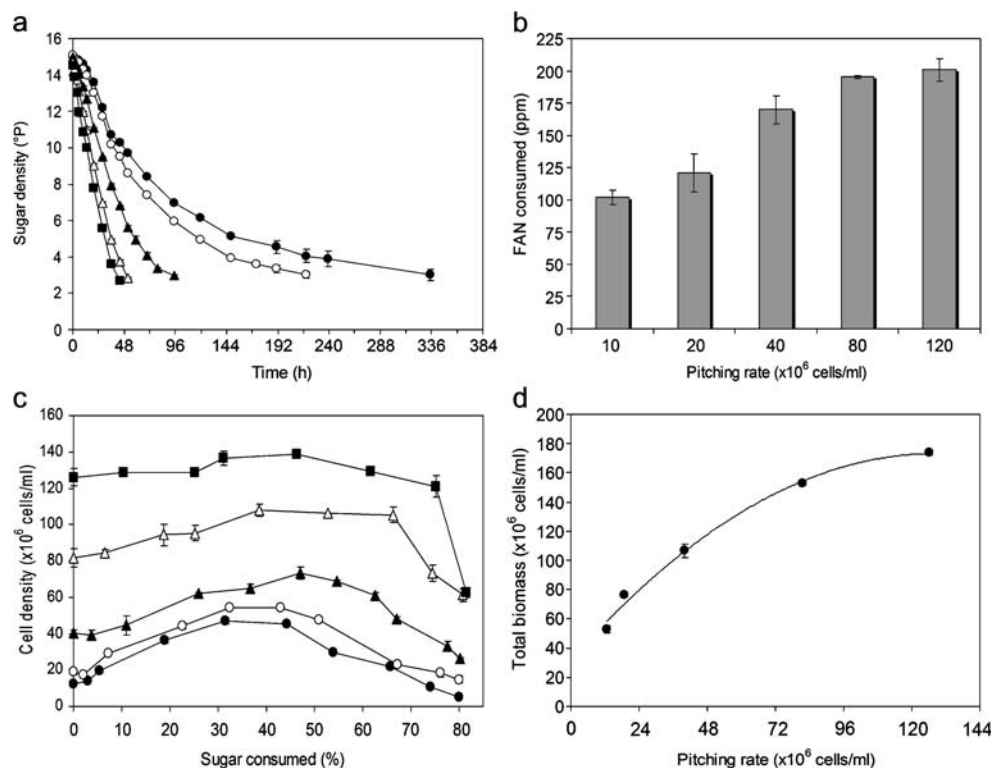 a
16
14
12
10
8
6
4
2
0
Sugar density (°P)
0 48 96 144 192 240 288 336 384
Time (h)
b
225
200
175
150
125
100
75
50
25
0
FAN consumed (ppm)
10 20 40 80 120
Pitching rate (x10⁶ cells/ml)
c
160
140
120
100
80
60
40
20
0
Cell density (x10⁶ cells/ml)
0 10 20 30 40 50 60 70 80
Sugar consumed (%)
d
200
180
160
140
120
100
80
60
40
20
0
Total biomass (x10⁶ cells/ml)
0 24 48 72 96 120 144
Pitching rate (x10⁶ cells/ml)